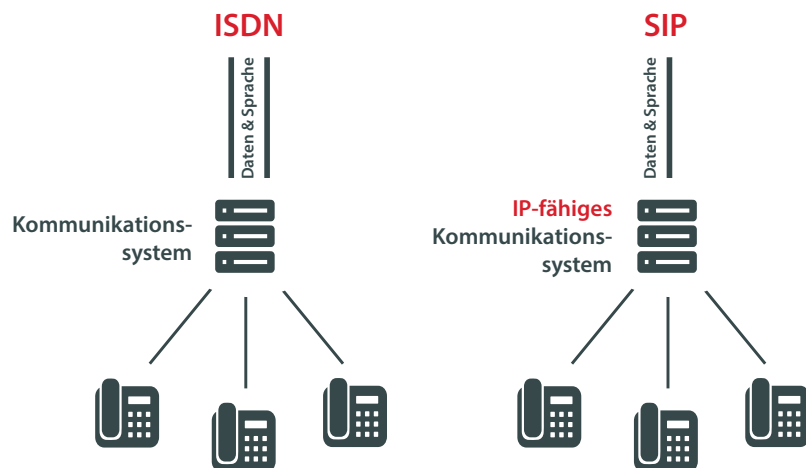 ISDN
Daten & Sprache
Kommunikations-
system
SIP
Daten & Sprache
IP-fähiges
Kommunikations-
system